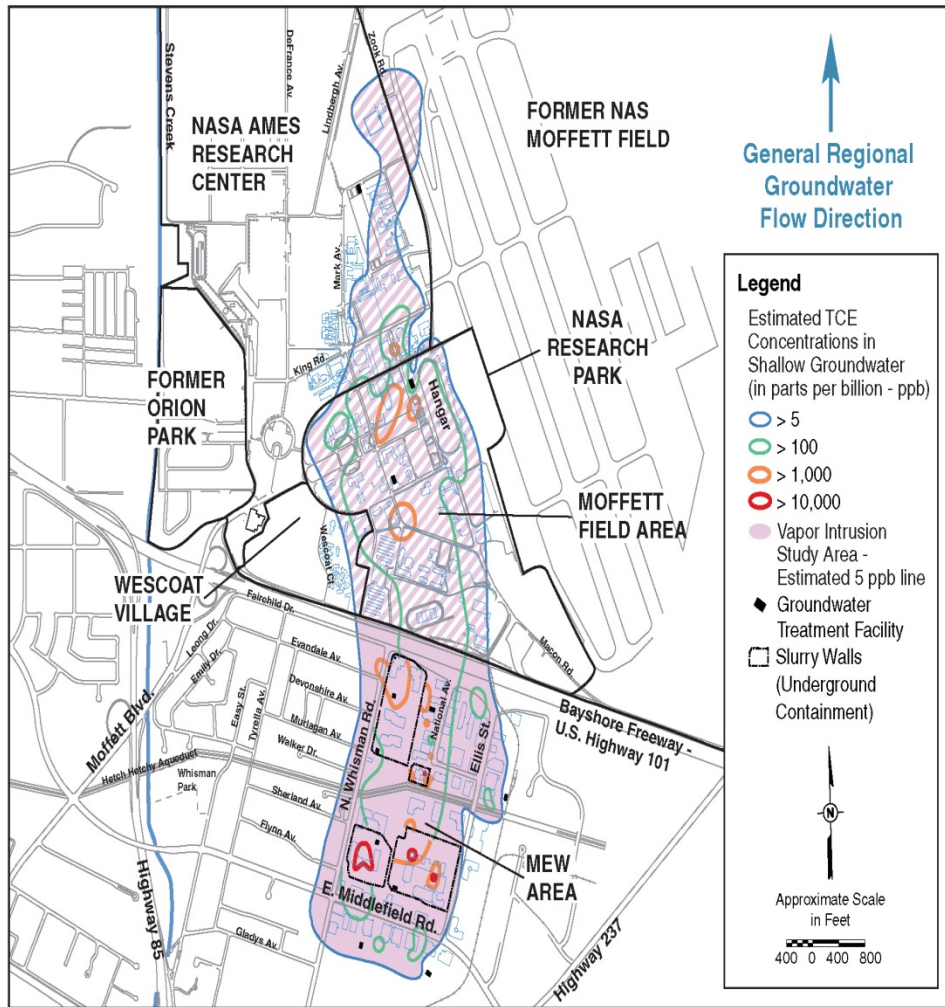 Stevens Creek
DeFrance Av.
Lindbergh Av.
Zook Rd.
NASA AMES
RESEARCH
CENTER
FORMER NAS
MOFFETT FIELD
General Regional
Groundwater
Flow Direction
Mark Av.
King Rd.
Hangar
NASA
RESEARCH
PARK
FORMER
ORION
PARK
MOFFETT
FIELD AREA
Wescoat Ct.
WESCOAT
VILLAGE
Fairchild Dr.
Leong Dr.
Emily Dr.
Evandale Av.
Devonshire Av.
Easy St.
Tyrella Av.
Murlagan Av.
Walker Dr.
Moffett Blvd.
Hetch Hetchy Aqueduct
Whisman
Park
Sherland Av.
Flynn Av.
N. Whisman Rd.
National Av.
Ellis St.
Macon Rd
Bayshore Freeway -
U.S. Highway 101
MEW
AREA
E. Middlefield Rd.
Gladys Av.
Highway 85
Highway 237
Legend
Estimated TCE
Concentrations in
Shallow Groundwater
(in parts per billion - ppb)
> 5
> 100
> 1,000
> 10,000
Vapor Intrusion
Study Area -
Estimated 5 ppb line
Groundwater
Treatment Facility
Slurry Walls
(Underground
Containment)
N
Approximate Scale
in Feet
400 0 400 800